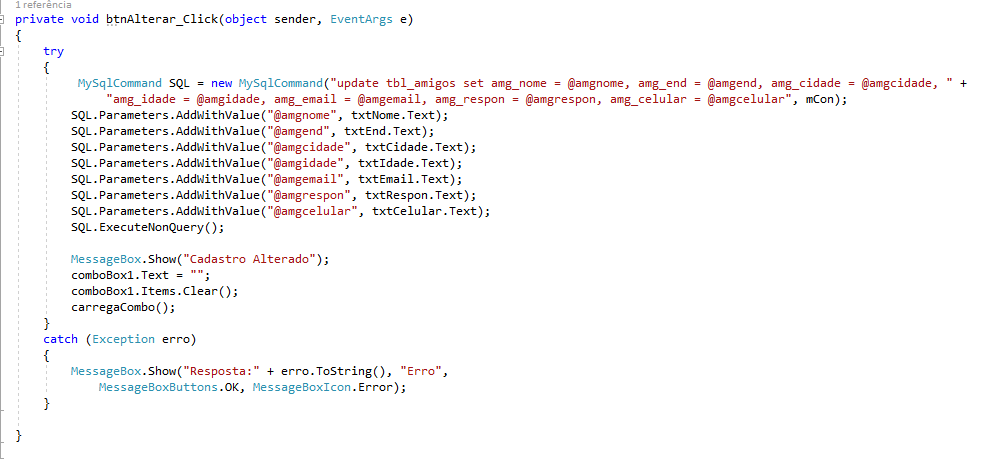 1 referência
private void btnAlterar_Click(object sender, EventArgs e)
{
try
{
MySqlCommand SQL = new MySqlCommand("update tbl_amigos set amg_nome = @amgnome, amg_end = @amgend, amg_cidade = @amgcidade, " +
"amg_idade = @amgidade, amg_email = @amgemail, amg_respon = @amgrespon, amg_celular = @amgcelular", mCon);
SQL.Parameters.AddWithValue("@amgnome", txtNome.Text);
SQL.Parameters.AddWithValue("@amgend", txtEnd.Text);
SQL.Parameters.AddWithValue("@amgcidade", txtCidade.Text);
SQL.Parameters.AddWithValue("@amgidade", txtIdade.Text);
SQL.Parameters.AddWithValue("@amgemail", txtEmail.Text);
SQL.Parameters.AddWithValue("@amgrespon", txtRespon.Text);
SQL.Parameters.AddWithValue("@amgcelular", txtCelular.Text);
SQL.ExecuteNonQuery();
MessageBox.Show("Cadastro Alterado");
comboBox1.Text = "";
comboBox1.Items.Clear();
carregaCombo();
}
catch (Exception erro)
{
MessageBox.Show("Resposta:" + erro.ToString(), "Erro",
MessageBoxButtons.OK, MessageBoxIcon.Error);
}
}